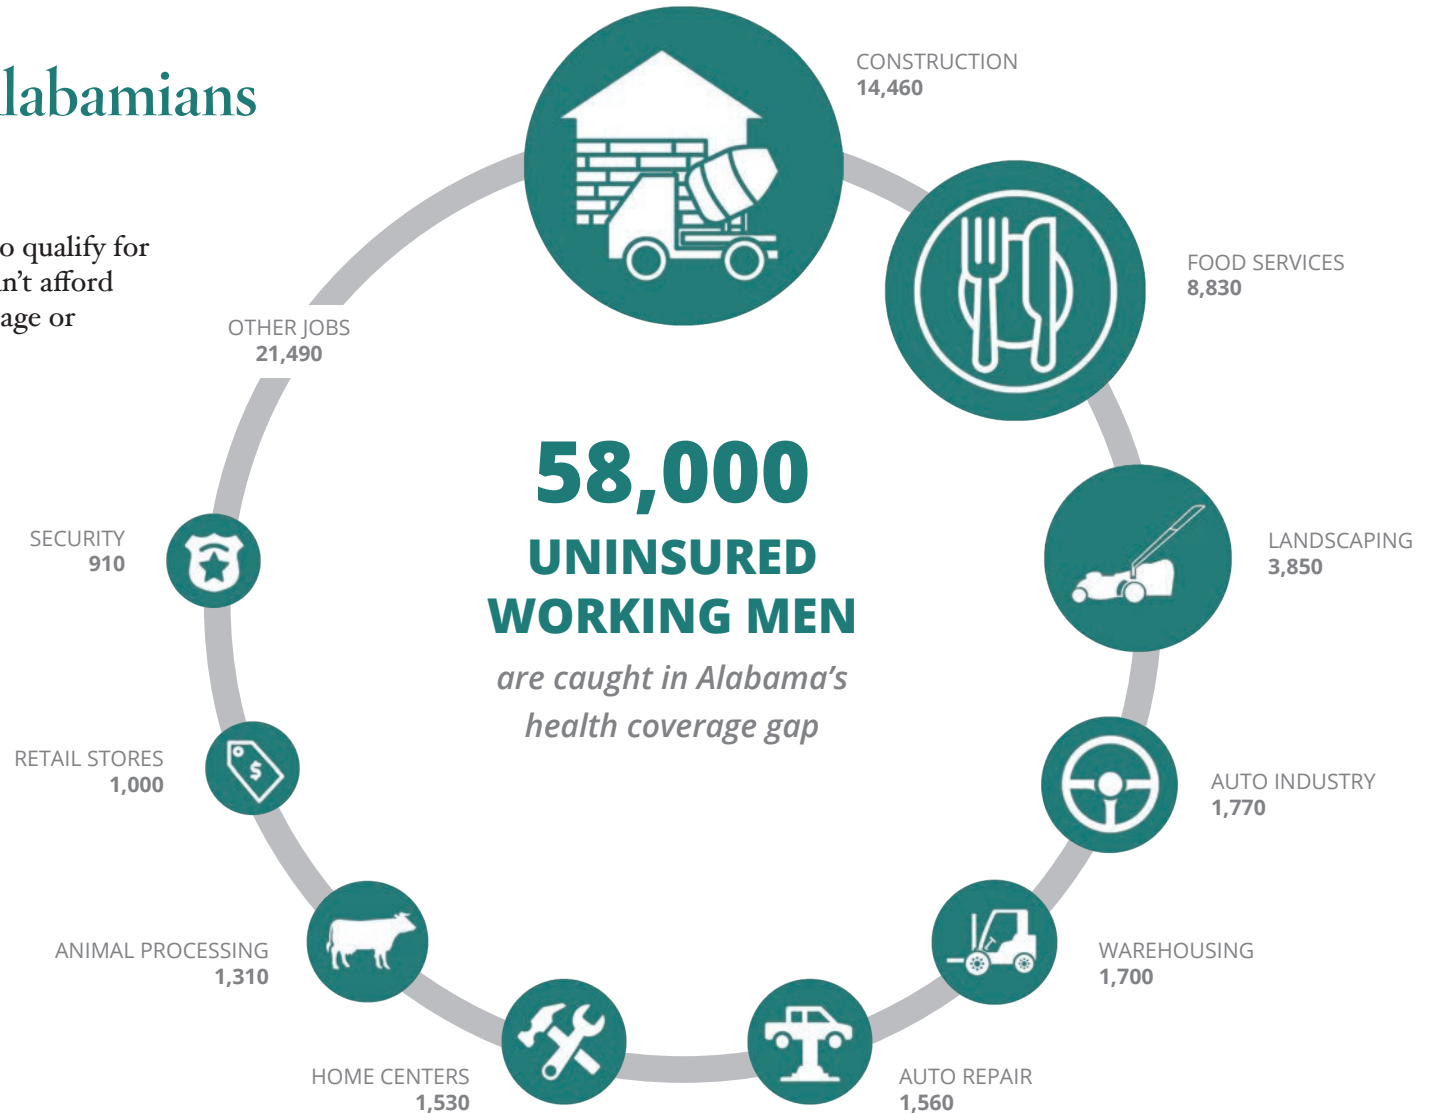 labamians
o qualify for
n't afford
age or
CONSTRUCTION
14,460
FOOD SERVICES
8,830
LANDSCAPING
3,850
AUTO INDUSTRY
1,770
WAREHOUSING
1,700
AUTO REPAIR
1,560
HOME CENTERS
1,530
ANIMAL PROCESSING
1,310
RETAIL STORES
1,000
$
SECURITY
910
OTHER JOBS
21,490
58,000
UNINSURED
WORKING MEN
are caught in Alabama’s
health coverage gap